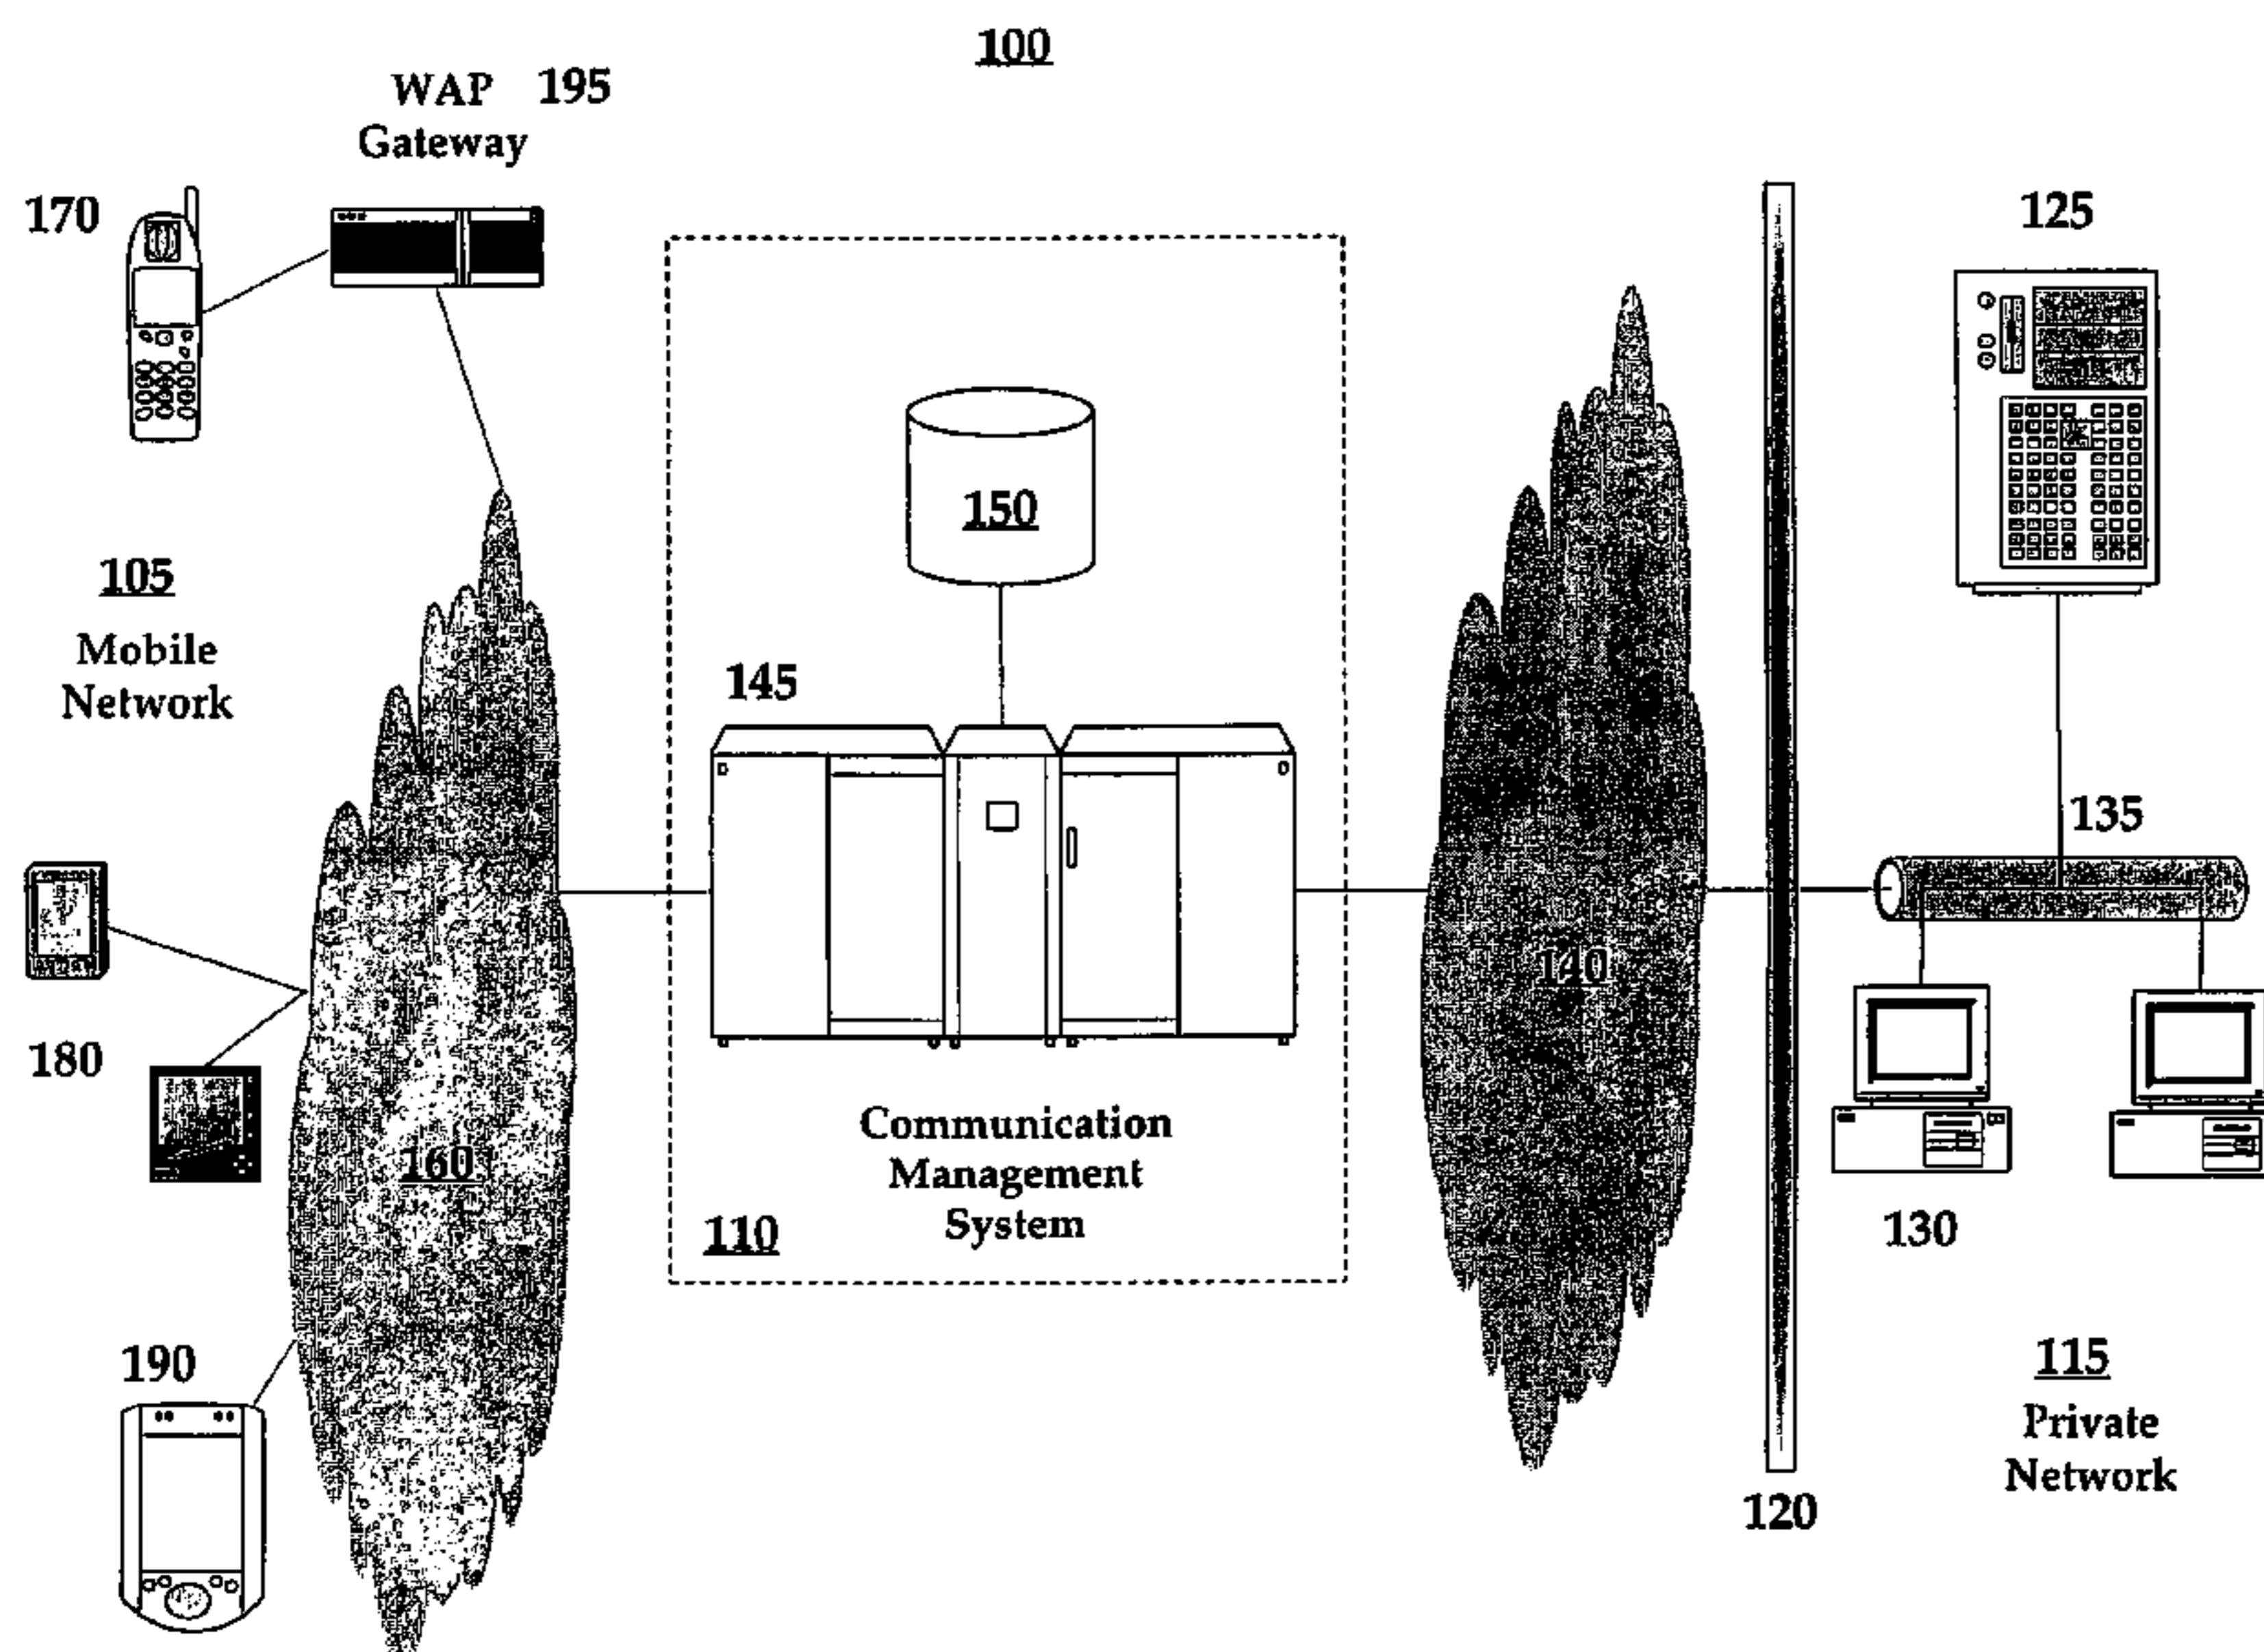 100
WAP 195
Gateway
170
125
150
105
Mobile
Network
145
135
140
180
160
Communication
Management
System
110
130
190
115
Private
Network
120